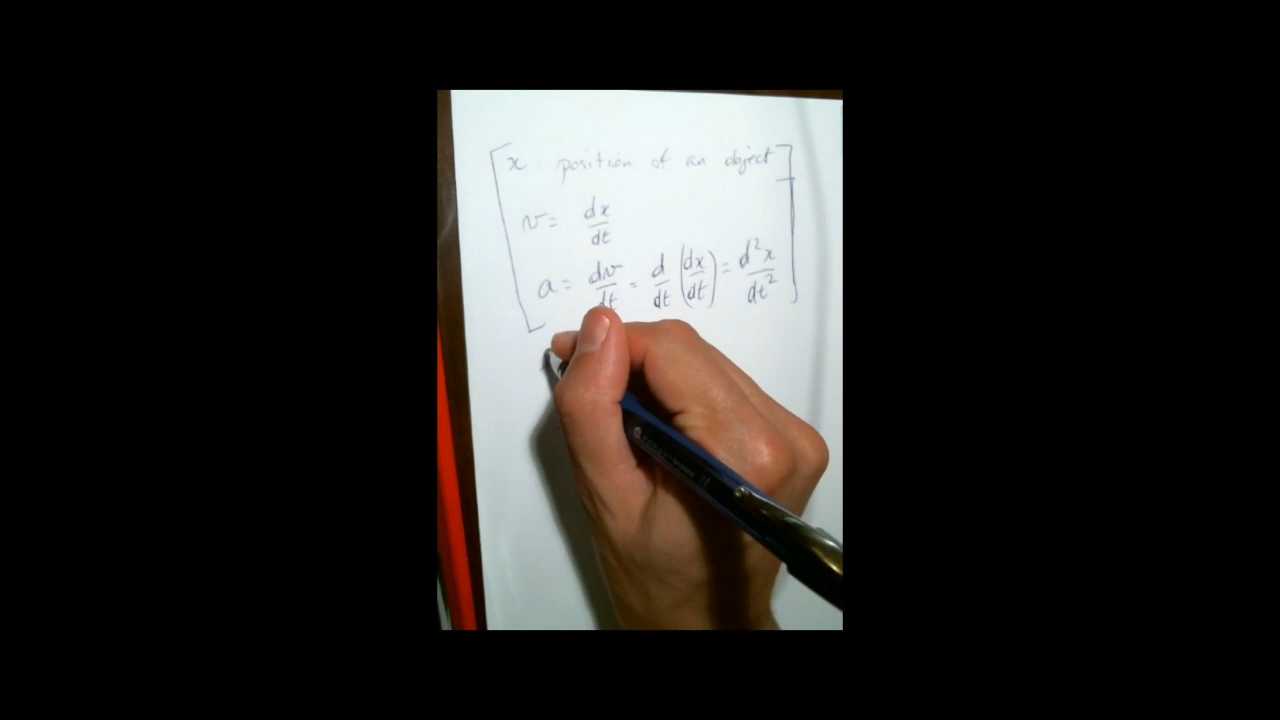 x position of an object
v = dx/dt
a = dv/dt = d/dt (dx/dt) = d²x/dt²